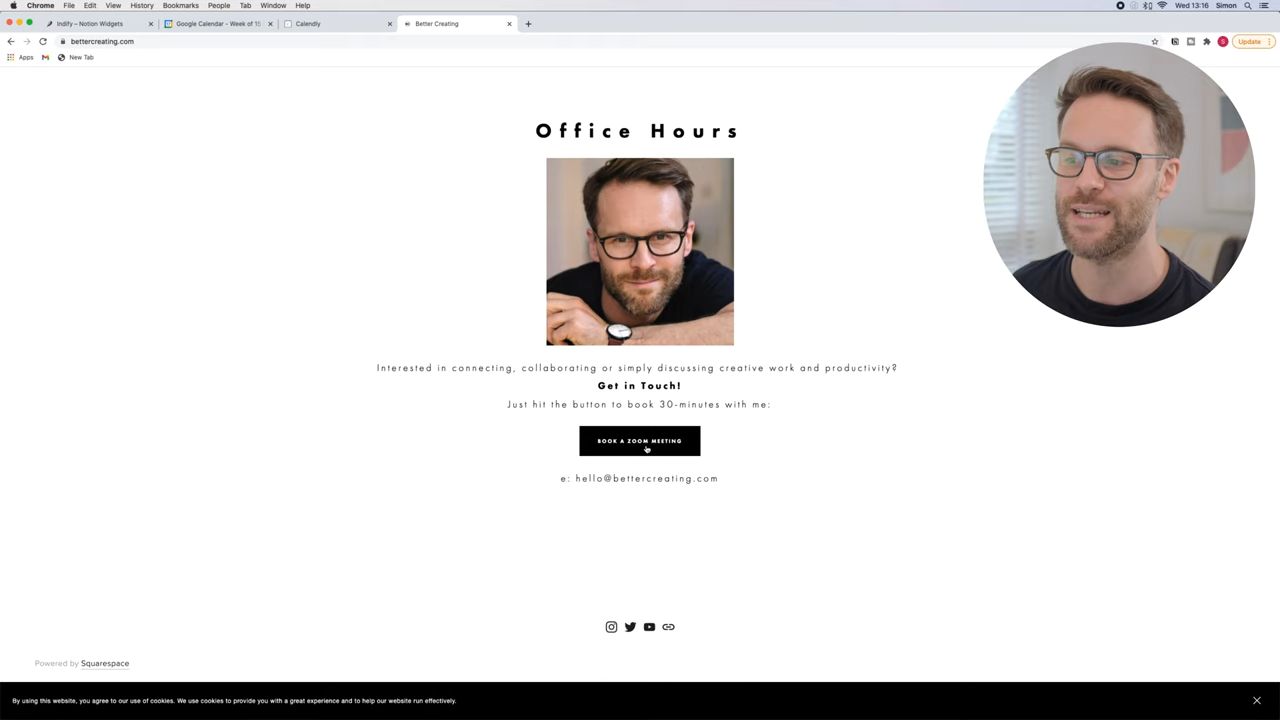 Chrome File Edit View History Bookmarks People Tab Window Help Wed 13:16 Simon
Indify – Notion Widgets Google Calendar - Week of 15 Calendly Better Creating
bettercreating.com S Update
Apps New Tab
Office Hours
Interested in connecting, collaborating or simply discussing creative work and productivity?
Get in Touch!
Just hit the button to book 30-minutes with me:
BOOK A ZOOM MEETING
e: hello@bettercreating.com
Powered by Squarespace
By using this website, you agree to our use of cookies. We use cookies to provide you with a great experience and to help our website run effectively.